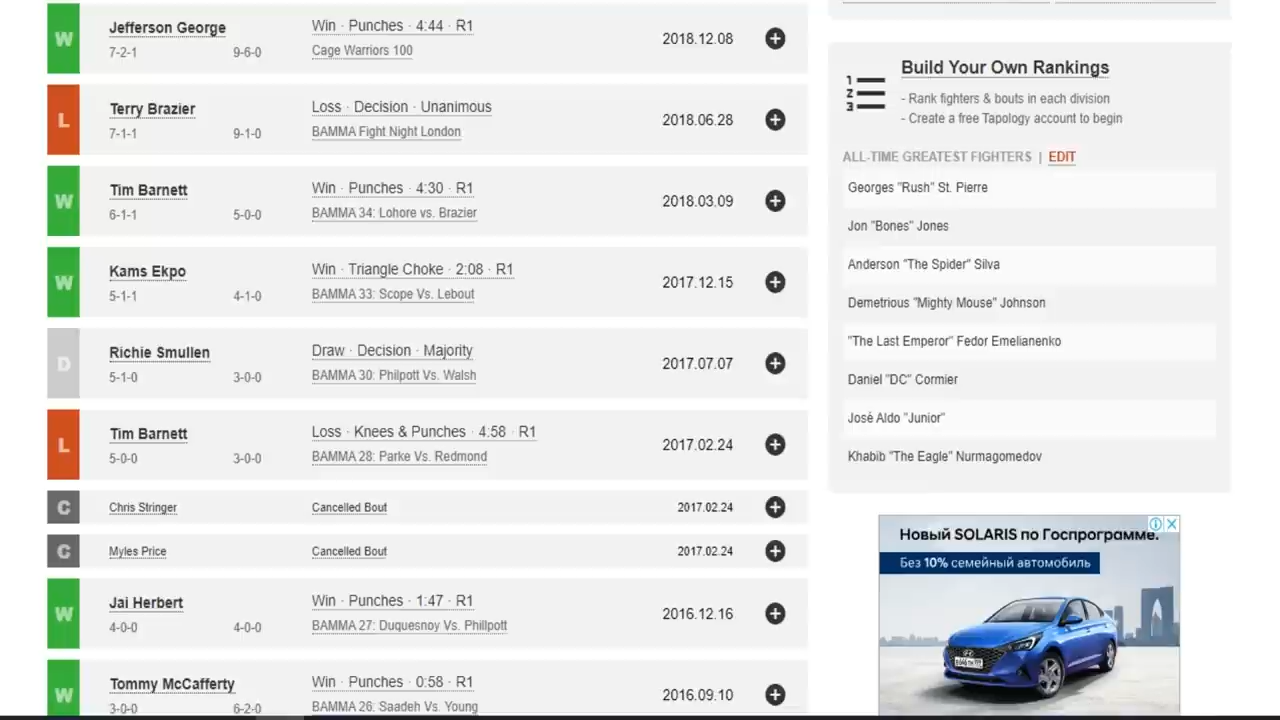 W
Jefferson George
7-2-1
9-6-0
Win · Punches · 4:44 · R1
Cage Warriors 100
2018.12.08
L
Terry Brazier
7-1-1
9-1-0
Loss · Decision · Unanimous
BAMMA Fight Night London
2018.06.28
W
Tim Barnett
6-1-1
5-0-0
Win · Punches · 4:30 · R1
BAMMA 34: Lohore vs. Brazier
2018.03.09
W
Kams Ekpo
5-1-1
4-1-0
Win · Triangle Choke · 2:08 · R1
BAMMA 33: Scope Vs. Lebout
2017.12.15
D
Richie Smullen
5-1-0
3-0-0
Draw · Decision · Majority
BAMMA 30: Philpott Vs. Walsh
2017.07.07
L
Tim Barnett
5-0-0
3-0-0
Loss · Knees & Punches · 4:58 · R1
BAMMA 28: Parke Vs. Redmond
2017.02.24
C
Chris Stringer
Cancelled Bout
2017.02.24
C
Myles Price
Cancelled Bout
2017.02.24
W
Jai Herbert
4-0-0
4-0-0
Win · Punches · 1:47 · R1
BAMMA 27: Duquesnoy Vs. Phillpott
2016.12.16
W
Tommy McCafferty
3-0-0
6-2-0
Win · Punches · 0:58 · R1
BAMMA 26: Saadeh Vs. Young
2016.09.10
1
2
3
Build Your Own Rankings
- Rank fighters & bouts in each division
- Create a free Tapology account to begin
ALL-TIME GREATEST FIGHTERS | EDIT
Georges "Rush" St. Pierre
Jon "Bones" Jones
Anderson "The Spider" Silva
Demetrious "Mighty Mouse" Johnson
"The Last Emperor" Fedor Emelianenko
Daniel "DC" Cormier
José Aldo "Junior"
Khabib "The Eagle" Nurmagomedov
Новый SOLARIS по Госпрограмме.
Без 10% семейный автомобиль